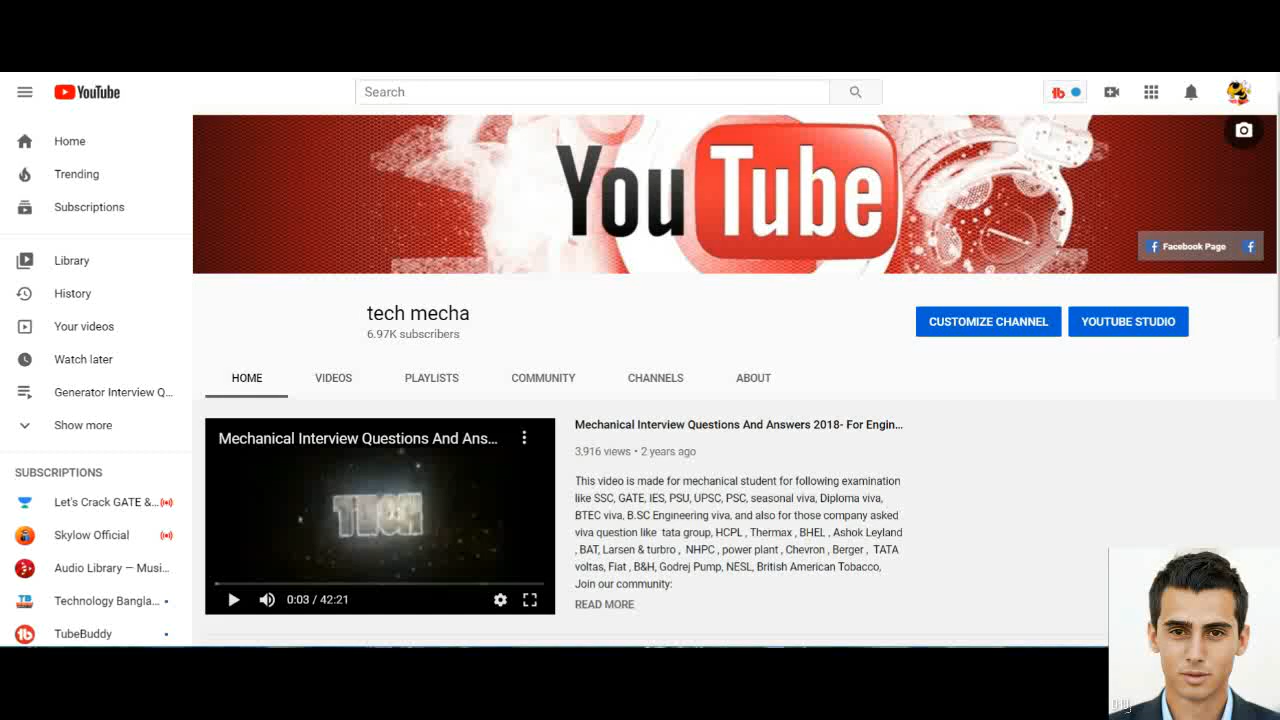 YouTube
Search
Home
Trending
Subscriptions
Library
History
Your videos
Watch later
Generator Interview Q...
Show more
SUBSCRIPTIONS
Let's Crack GATE &...
Skylow Official
Audio Library — Musi...
Technology Bangla...
TubeBuddy
YouTube
Facebook Page
tech mecha
6.97K subscribers
CUSTOMIZE CHANNEL
YOUTUBE STUDIO
HOME VIDEOS PLAYLISTS COMMUNITY CHANNELS ABOUT
Mechanical Interview Questions And Ans...
TECH
0:03 / 42:21
Mechanical Interview Questions And Answers 2018- For Engin...
3,916 views • 2 years ago
This video is made for mechanical student for following examination
like SSC, GATE, IES, PSU, UPSC, PSC, seasonal viva, Diploma viva,
BTEC viva, B.SC Engineering viva, and also for those company asked
viva question like tata group, HCPL , Thermax , BHEL , Ashok Leyland
, BAT, Larsen & turbro , NHPC , power plant , Chevron , Berger , TATA
voltas, Fiat , B&H, Godrej Pump, NESL, British American Tobacco,
Join our community:
READ MORE